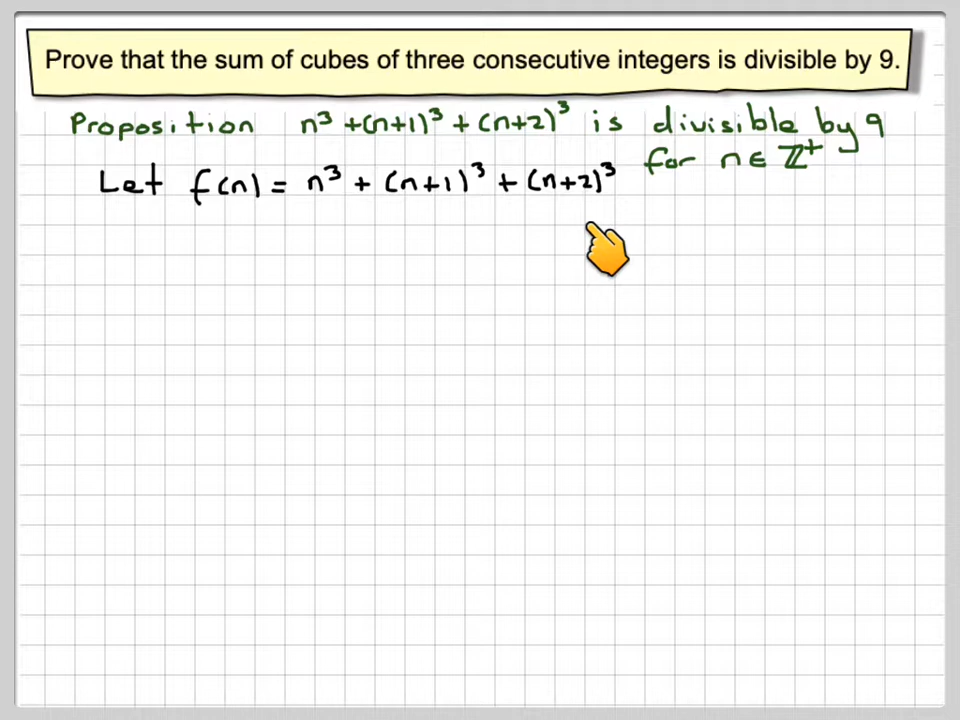 Prove that the sum of cubes of three consecutive integers is divisible by 9.
Proposition n³ + (n+1)³ + (n+2)³ is divisible by 9
for n ∈ ℤ⁺
Let f(n) = n³ + (n+1)³ + (n+2)³